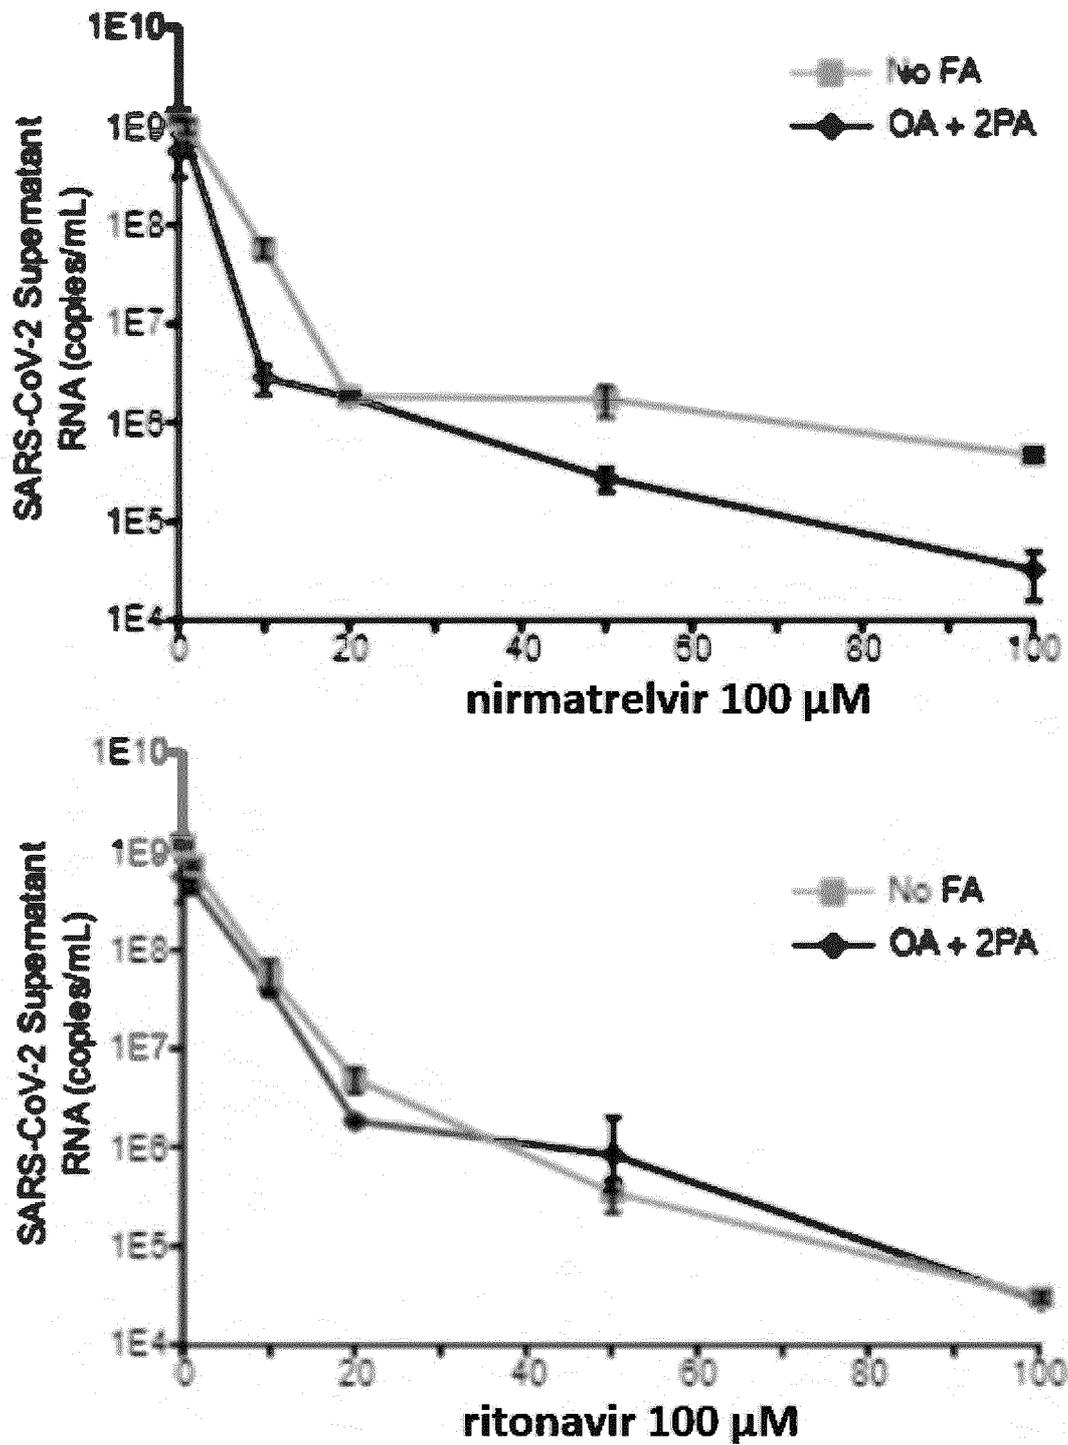 1E10
1E9
1E8
1E7
1E6
1E5
1E4
SARS-CoV-2 Supernatant
RNA (copies/mL)
No FA
OA + 2PA
0 20 40 60 80 100
nirmatrelvir 100 µM
1E10
1E9
1E8
1E7
1E6
1E5
1E4
SARS-CoV-2 Supernatant
RNA (copies/mL)
No FA
OA + 2PA
0 20 40 60 80 100
ritonavir 100 µM